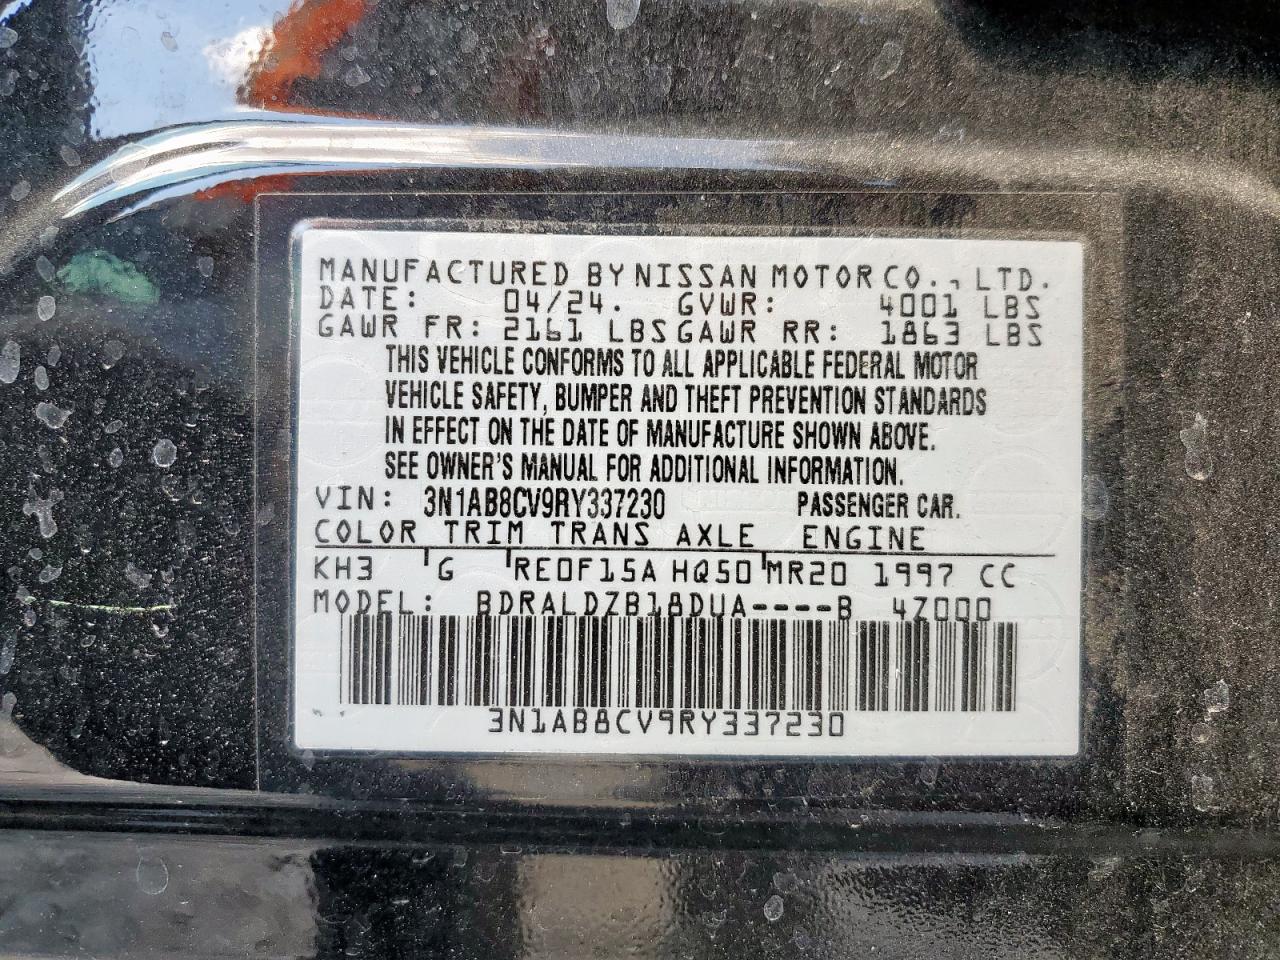 MANUFACTURED BY NISSAN MOTOR CO., LTD.
DATE: 04/24. GVWR: 4001 LBS
GAWR FR: 2161 LBS GAWR RR: 1863 LBS
THIS VEHICLE CONFORMS TO ALL APPLICABLE FEDERAL MOTOR
VEHICLE SAFETY, BUMPER AND THEFT PREVENTION STANDARDS
IN EFFECT ON THE DATE OF MANUFACTURE SHOWN ABOVE.
SEE OWNER'S MANUAL FOR ADDITIONAL INFORMATION.
VIN: 3N1AB8CV9RY337230 PASSENGER CAR.
COLOR TRIM TRANS AXLE ENGINE
KH3 G RE0F15A HQ50 MR20 1997 CC
MODEL: BDRALDZB18DUA----B 4Z000
3N1AB8CV9RY337230